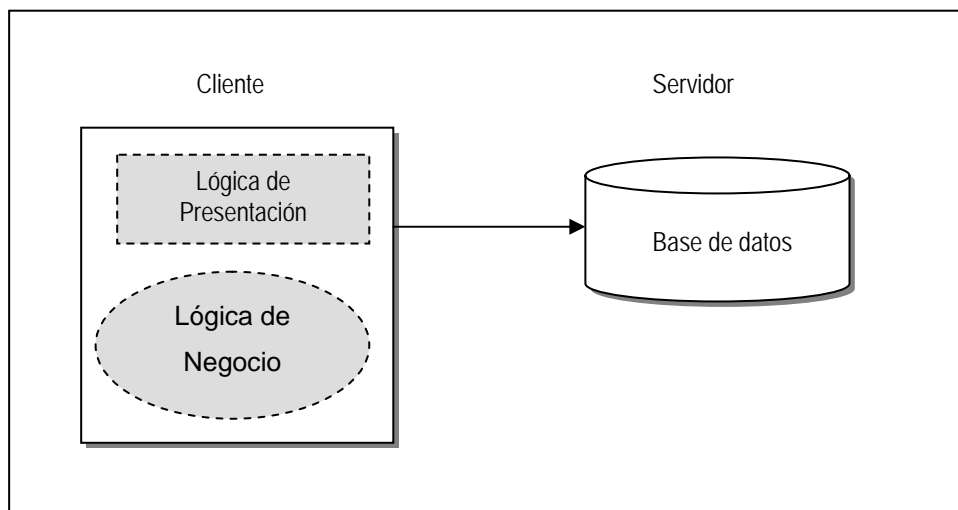 Cliente
Servidor
Lógica de
Presentación
Base de datos
Lógica de
Negocio